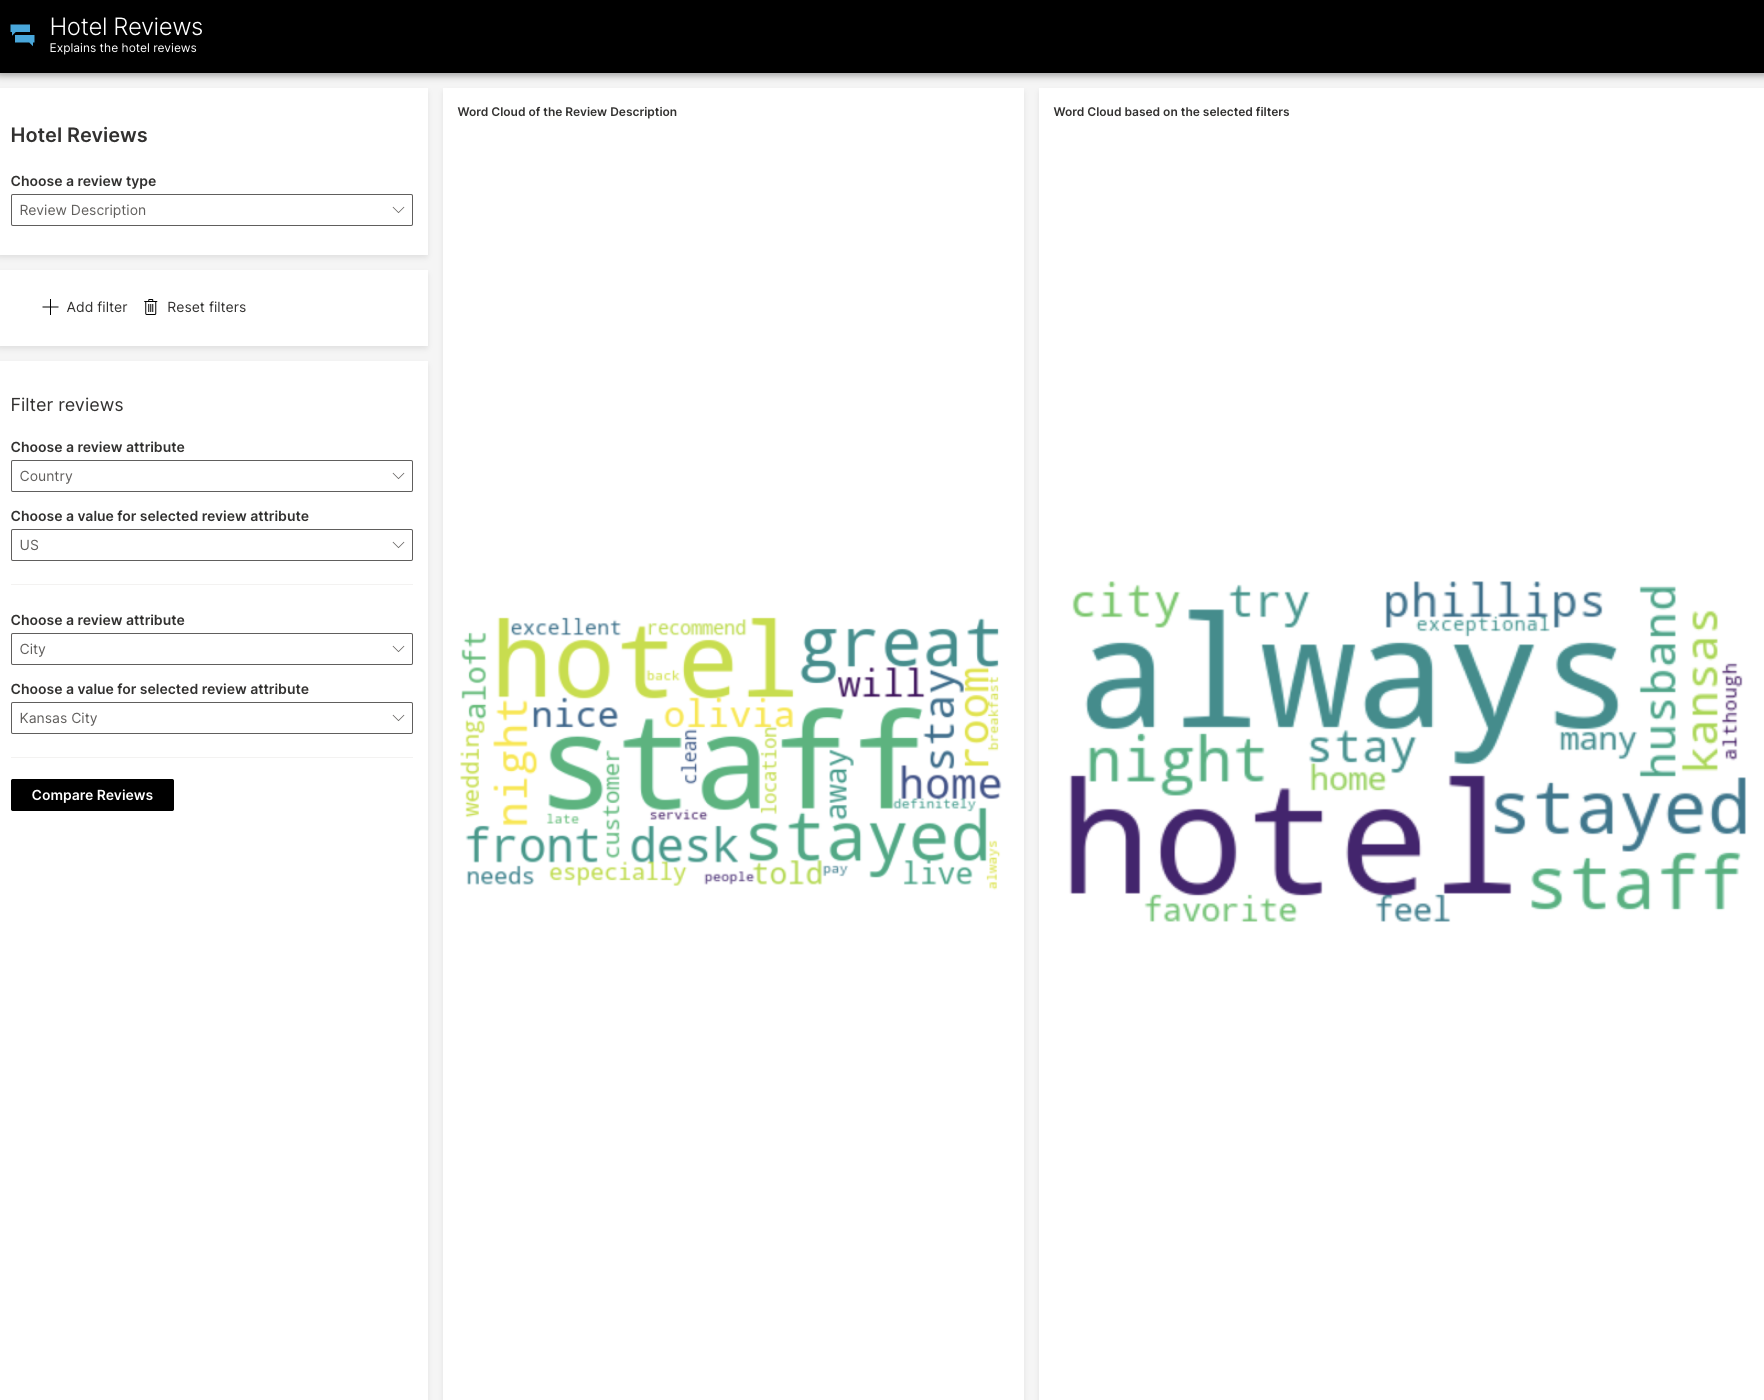 Hotel Reviews
Explains the hotel reviews
Hotel Reviews
Choose a review type
Review Description
Add filter
Reset filters
Filter reviews
Choose a review attribute
Country
Choose a value for selected review attribute
US
Choose a review attribute
City
Choose a value for selected review attribute
Kansas City
Compare Reviews
Word Cloud of the Review Description
excellent
recommend
hotel
great
aloft
back
will
stay
room
breakfast
nice
olivia
night
wedding
staff
clean
location
away
home
definitely
customer
late
service
front
desk
stayed
needs
especially
people
told
pay
live
always
Word Cloud based on the selected filters
city
try
phillips
exceptional
husband
kansas
although
always
many
night
stay
home
hotel
stayed
staff
favorite
feel